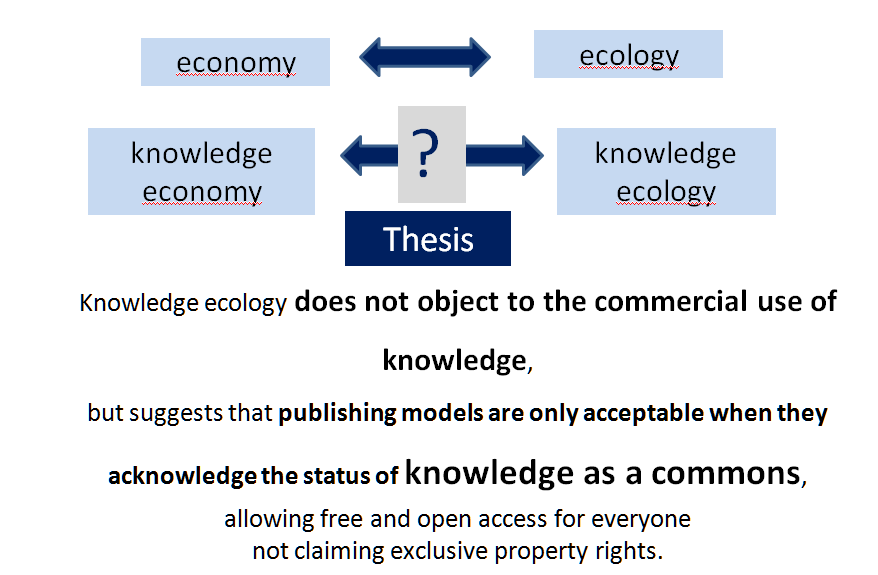 economy
ecology
knowledge
economy
?
knowledge
ecology
Thesis
Knowledge ecology does not object to the commercial use of
knowledge,
but suggests that publishing models are only acceptable when they
acknowledge the status of knowledge as a commons,
allowing free and open access for everyone
not claiming exclusive property rights.